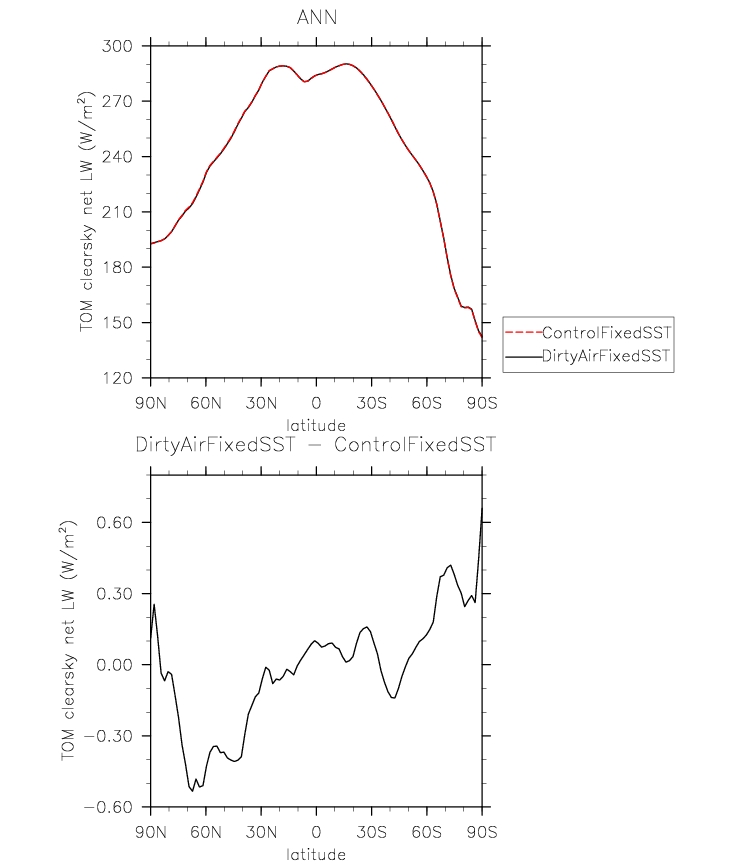 ANN
300
270
240
210
180
150
120
TOM clearsky net LW (W/m²)
90N 60N 30N 0 30S 60S 90S
latitude
ControlFixedSST
DirtyAirFixedSST
DirtyAirFixedSST − ControlFixedSST
0.60
0.30
0.00
−0.30
−0.60
TOM clearsky net LW (W/m²)
90N 60N 30N 0 30S 60S 90S
latitude